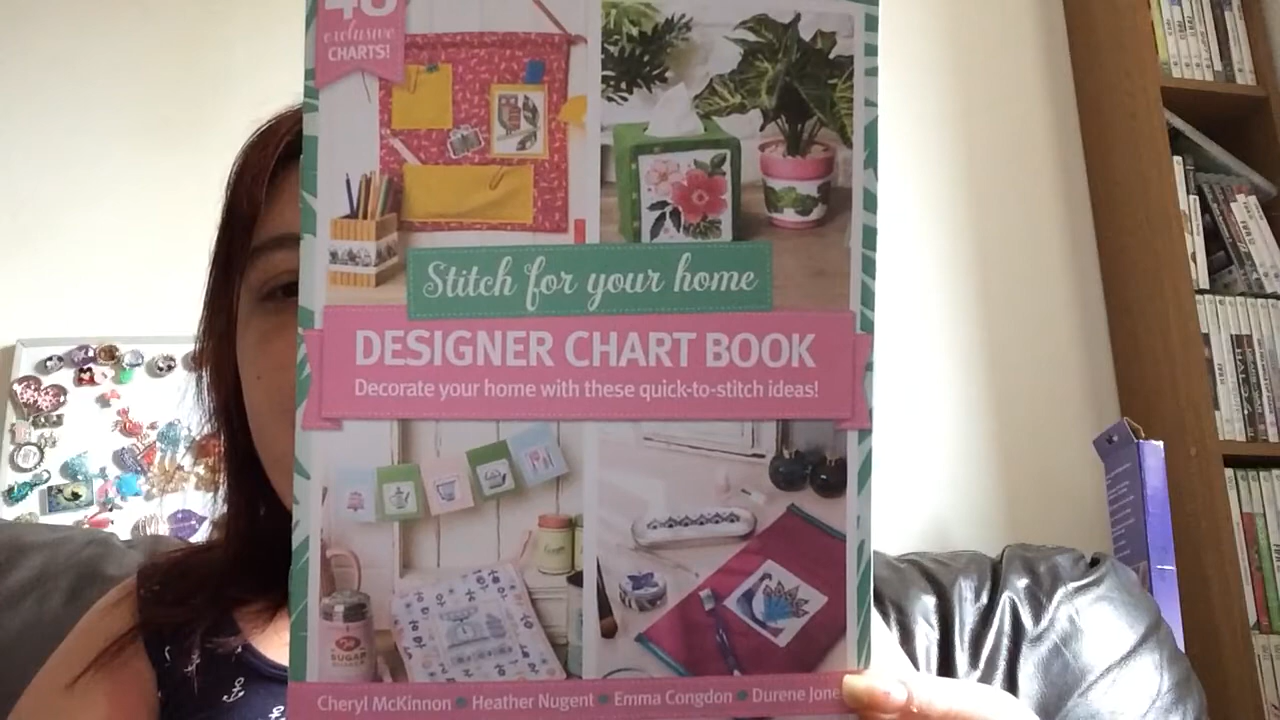 exclusive
CHARTS!
Stitch for your home
DESIGNER CHART BOOK
Decorate your home with these quick-to-stitch ideas!
SUGAR
Cheryl McKinnon • Heather Nugent • Emma Congdon • Durene Jone